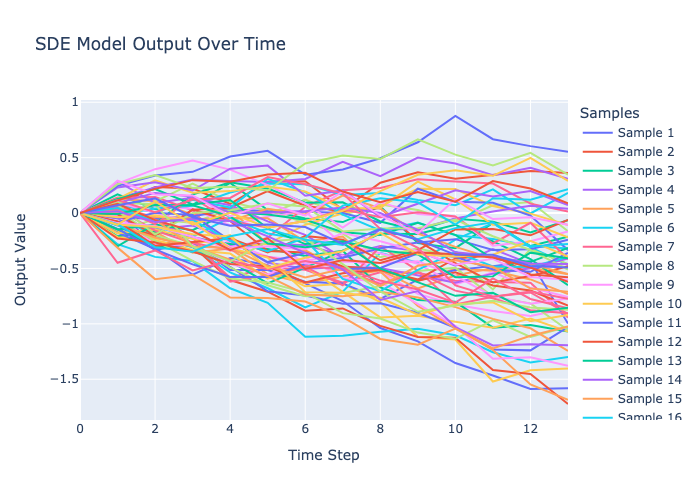 SDE Model Output Over Time
Samples
Sample 1
Sample 2
Sample 3
Sample 4
Sample 5
Sample 6
Sample 7
Sample 8
Sample 9
Sample 10
Sample 11
Sample 12
Sample 13
Sample 14
Sample 15
Sample 16
Output Value
1
0.5
0
−0.5
−1
−1.5
0 2 4 6 8 10 12
Time Step